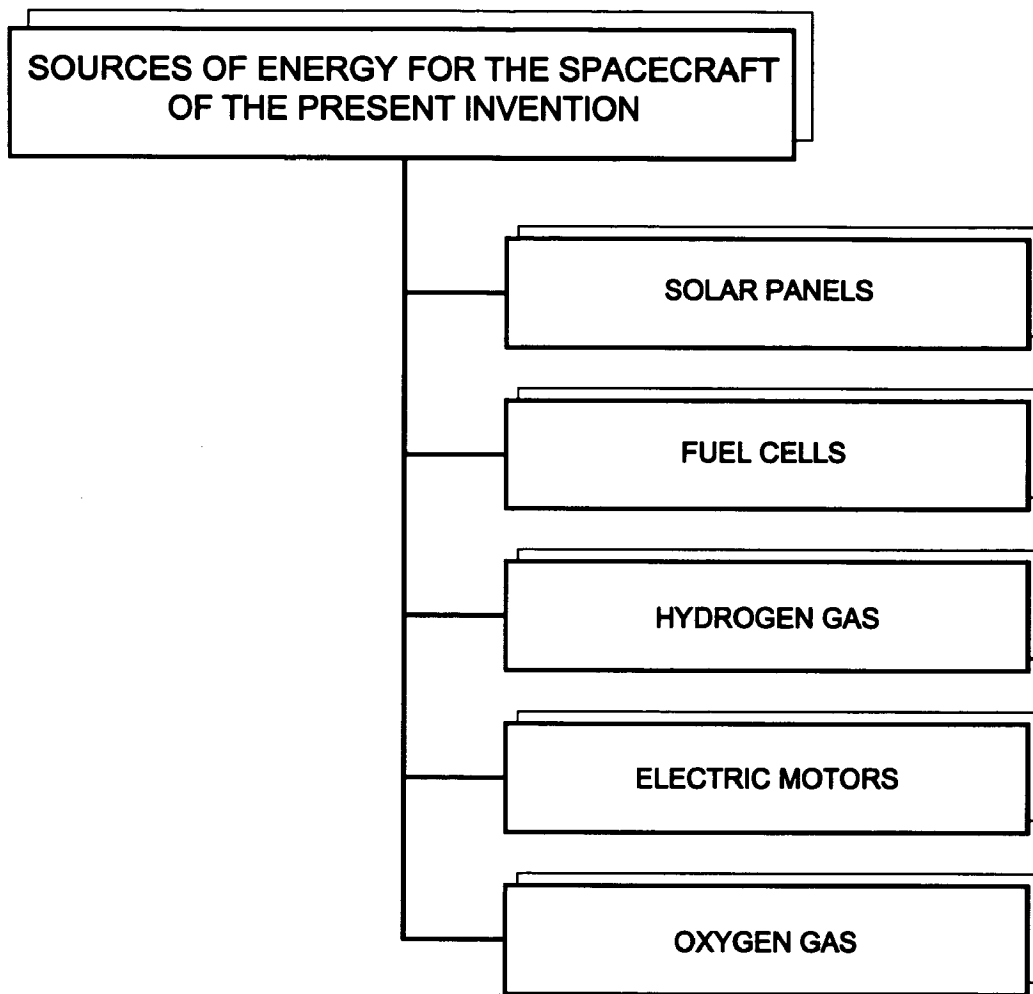 SOURCES OF ENERGY FOR THE SPACECRAFT
OF THE PRESENT INVENTION
SOLAR PANELS
FUEL CELLS
HYDROGEN GAS
ELECTRIC MOTORS
OXYGEN GAS